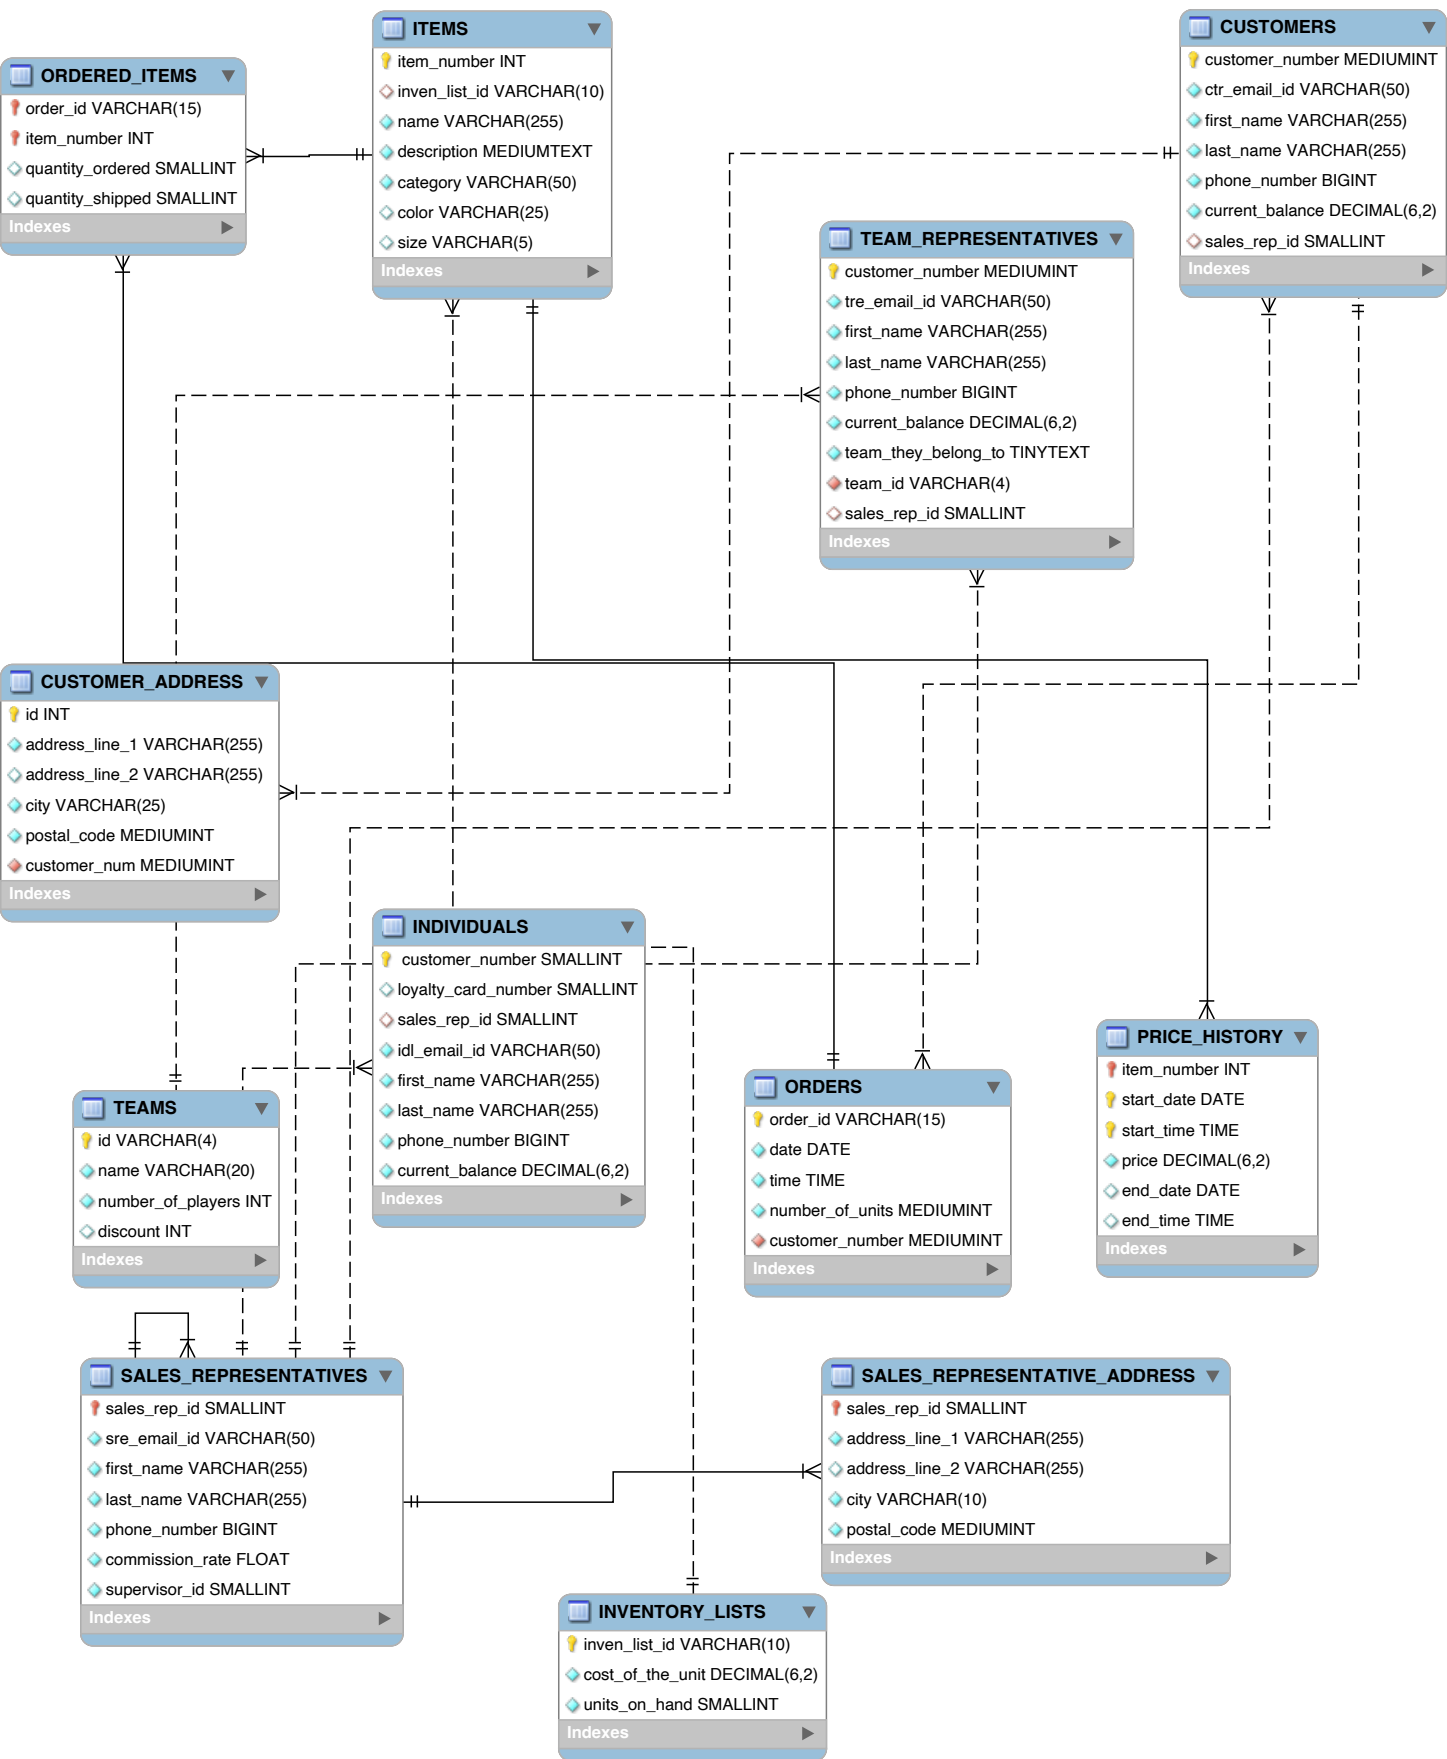 ITEMS
item_number INT
inven_list_id VARCHAR(10)
name VARCHAR(255)
description MEDIUMTEXT
category VARCHAR(50)
color VARCHAR(25)
size VARCHAR(5)
Indexes
CUSTOMERS
customer_number MEDIUMINT
ctr_email_id VARCHAR(50)
first_name VARCHAR(255)
last_name VARCHAR(255)
phone_number BIGINT
current_balance DECIMAL(6,2)
sales_rep_id SMALLINT
Indexes
ORDERED_ITEMS
order_id VARCHAR(15)
item_number INT
quantity_ordered SMALLINT
quantity_shipped SMALLINT
Indexes
TEAM_REPRESENTATIVES
customer_number MEDIUMINT
tre_email_id VARCHAR(50)
first_name VARCHAR(255)
last_name VARCHAR(255)
phone_number BIGINT
current_balance DECIMAL(6,2)
team_they_belong_to TINYTEXT
team_id VARCHAR(4)
sales_rep_id SMALLINT
Indexes
CUSTOMER_ADDRESS
id INT
address_line_1 VARCHAR(255)
address_line_2 VARCHAR(255)
city VARCHAR(25)
postal_code MEDIUMINT
customer_num MEDIUMINT
Indexes
INDIVIDUALS
customer_number SMALLINT
loyalty_card_number SMALLINT
sales_rep_id SMALLINT
idl_email_id VARCHAR(50)
first_name VARCHAR(255)
last_name VARCHAR(255)
phone_number BIGINT
current_balance DECIMAL(6,2)
Indexes
PRICE_HISTORY
item_number INT
start_date DATE
start_time TIME
price DECIMAL(6,2)
end_date DATE
end_time TIME
Indexes
ORDERS
order_id VARCHAR(15)
date DATE
time TIME
number_of_units MEDIUMINT
customer_number MEDIUMINT
Indexes
TEAMS
id VARCHAR(4)
name VARCHAR(20)
number_of_players INT
discount INT
Indexes
SALES_REPRESENTATIVES
sales_rep_id SMALLINT
sre_email_id VARCHAR(50)
first_name VARCHAR(255)
last_name VARCHAR(255)
phone_number BIGINT
commission_rate FLOAT
supervisor_id SMALLINT
Indexes
SALES_REPRESENTATIVE_ADDRESS
sales_rep_id SMALLINT
address_line_1 VARCHAR(255)
address_line_2 VARCHAR(255)
city VARCHAR(10)
postal_code MEDIUMINT
Indexes
INVENTORY_LISTS
inven_list_id VARCHAR(10)
cost_of_the_unit DECIMAL(6,2)
units_on_hand SMALLINT
Indexes